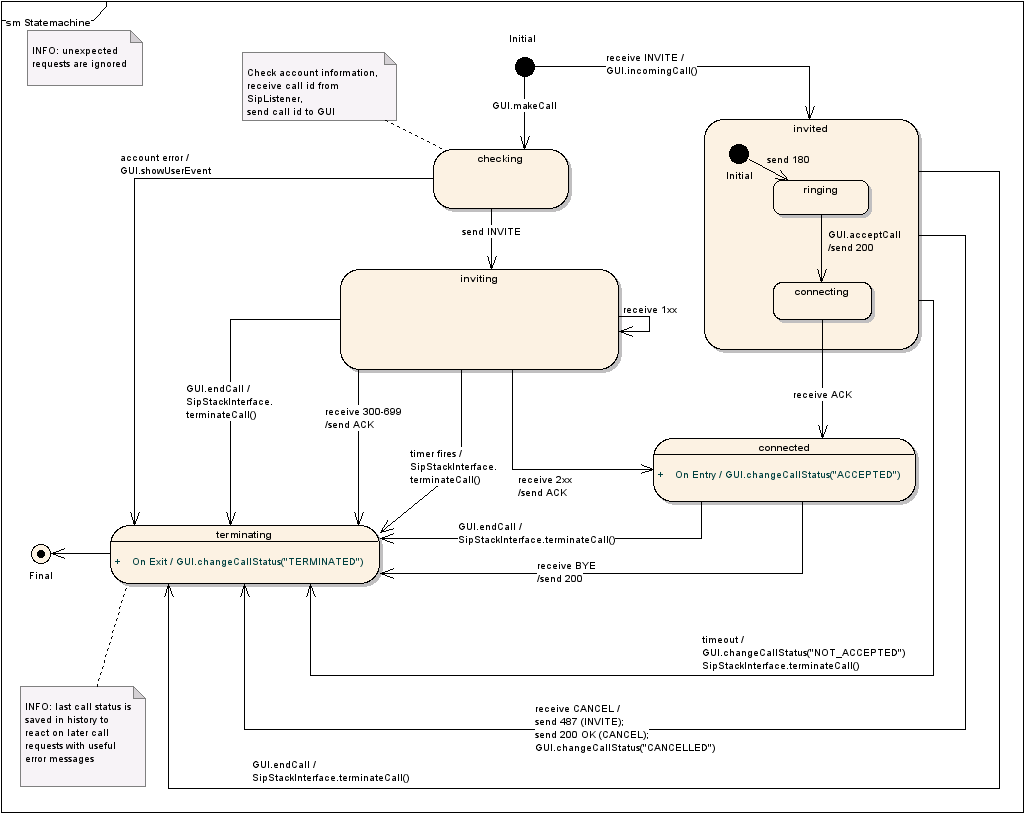 sm Statemachine
INFO: unexpected
requests are ignored
Check account information,
receive call id from
SipListener,
send call id to GUI
Initial
receive INVITE /
GUI.incomingCall()
GUI.makeCall
invited
Initial
send 180
ringing
GUI.acceptCall
/send 200
connecting
checking
account error /
GUI.showUserEvent
send INVITE
inviting
receive 1xx
GUI.endCall /
SipStackInterface.
terminateCall()
receive 300-699
/send ACK
timer fires /
SipStackInterface.
terminateCall()
receive 2xx
/send ACK
receive ACK
connected
+ On Entry / GUI.changeCallStatus("ACCEPTED")
GUI.endCall /
SipStackInterface.terminateCall()
receive BYE
/send 200
terminating
+ On Exit / GUI.changeCallStatus("TERMINATED")
Final
timeout /
GUI.changeCallStatus("NOT_ACCEPTED")
SipStackInterface.terminateCall()
receive CANCEL /
send 487 (INVITE);
send 200 OK (CANCEL);
GUI.changeCallStatus("CANCELLED")
INFO: last call status is
saved in history to
react on later call
requests with useful
error messages
GUI.endCall /
SipStackInterface.terminateCall()